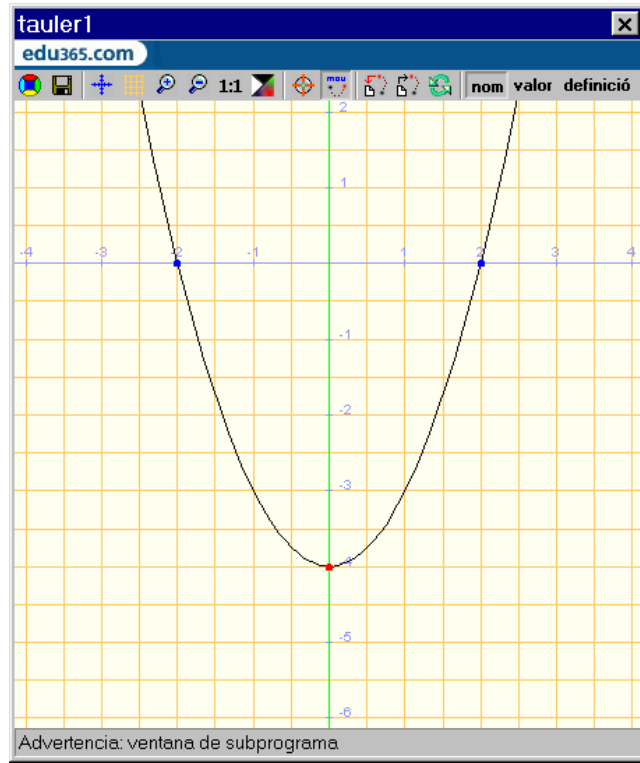 tauler1
edu365.com
1:1 mou nom valor definició
2
1
-4 -3 -2 -1 1 2 3 4
-1
-2
-3
-4
-5
-6
Advertencia: ventana de subprograma